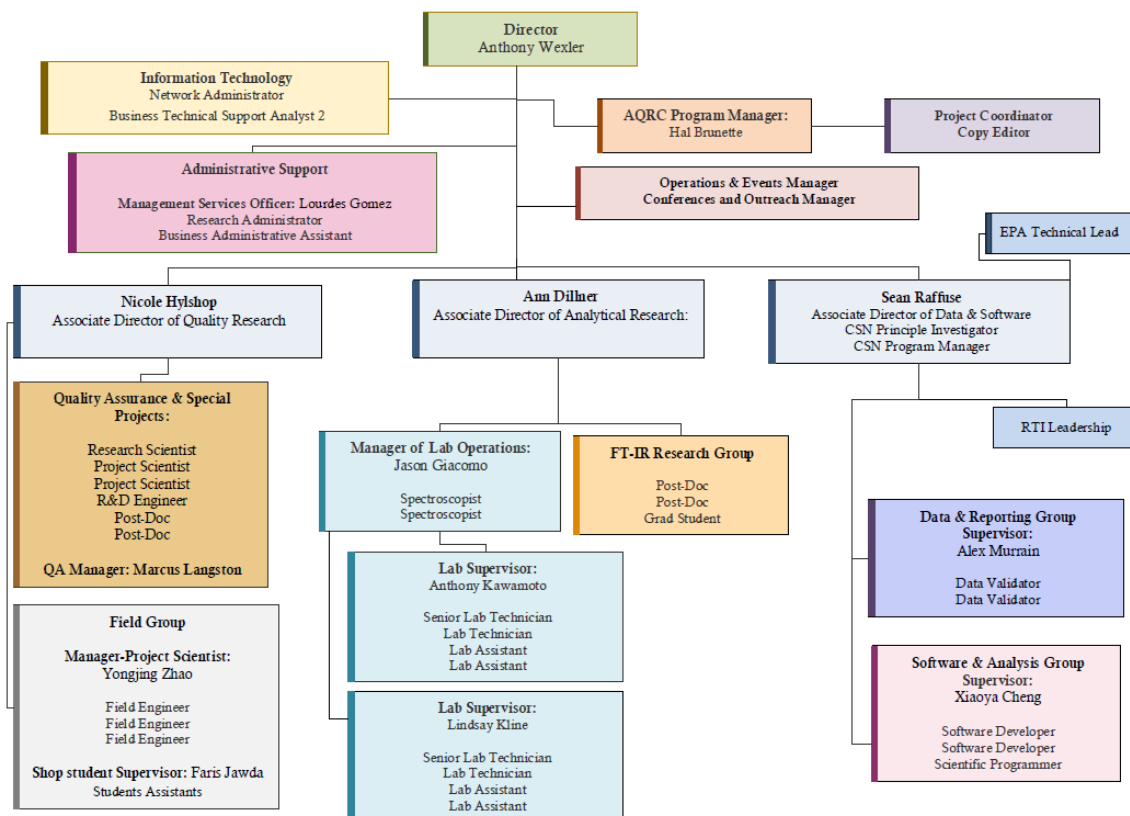 Director
Anthony Wexler
Information Technology
Network Administrator
Business Technical Support Analyst 2
AQRC Program Manager:
Hal Brunette
Project Coordinator
Copy Editor
Administrative Support
Management Services Officer: Lourdes Gomez
Research Administrator
Business Administrative Assistant
Operations & Events Manager
Conferences and Outreach Manager
EPA Technical Lead
Nicole Hylshop
Associate Director of Quality Research
Ann Dillner
Associate Director of Analytical Research:
Sean Raffuse
Associate Director of Data & Software
CSN Principle Investigator
CSN Program Manager
Quality Assurance & Special
Projects:
Research Scientist
Project Scientist
Project Scientist
R&D Engineer
Post-Doc
Post-Doc
QA Manager: Marcus Langston
Manager of Lab Operations:
Jason Giacomo
Spectroscopist
Spectroscopist
FT-IR Research Group
Post-Doc
Post-Doc
Grad Student
RTI Leadership
Data & Reporting Group
Supervisor:
Alex Murrain
Data Validator
Data Validator
Lab Supervisor:
Anthony Kawamoto
Senior Lab Technician
Lab Technician
Lab Assistant
Lab Assistant
Field Group
Manager-Project Scientist:
Yongjing Zhao
Field Engineer
Field Engineer
Field Engineer
Shop student Supervisor: Faris Jawda
Students Assistants
Lab Supervisor:
Lindsay Kline
Senior Lab Technician
Lab Technician
Lab Assistant
Lab Assistant
Software & Analysis Group
Supervisor:
Xiaoya Cheng
Software Developer
Software Developer
Scientific Programmer